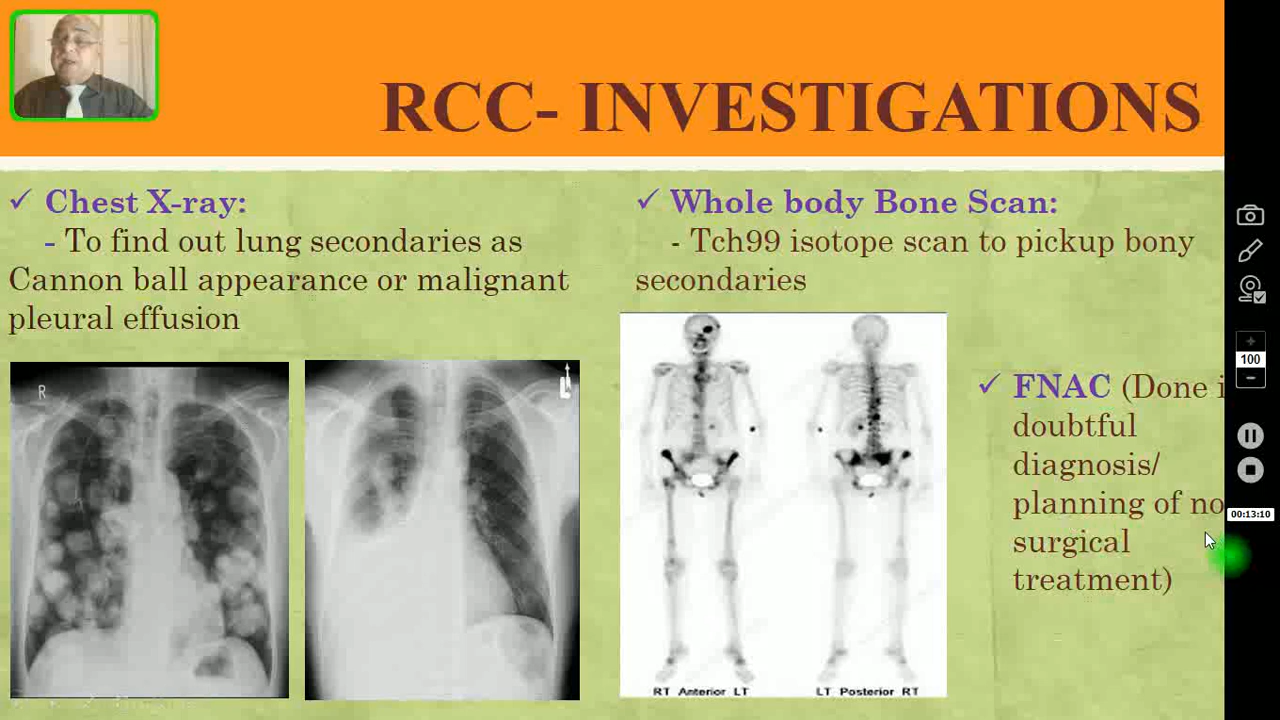 RCC- INVESTIGATIONS
✓ Chest X-ray:
- To find out lung secondaries as
Cannon ball appearance or malignant
pleural effusion
R
✓ Whole body Bone Scan:
- Tch99 isotope scan to pickup bony
secondaries
RT Anterior LT
LT Posterior RT
✓ FNAC (Done i
doubtful
diagnosis/
planning of no
surgical
treatment)
+
100
-
00:13:10